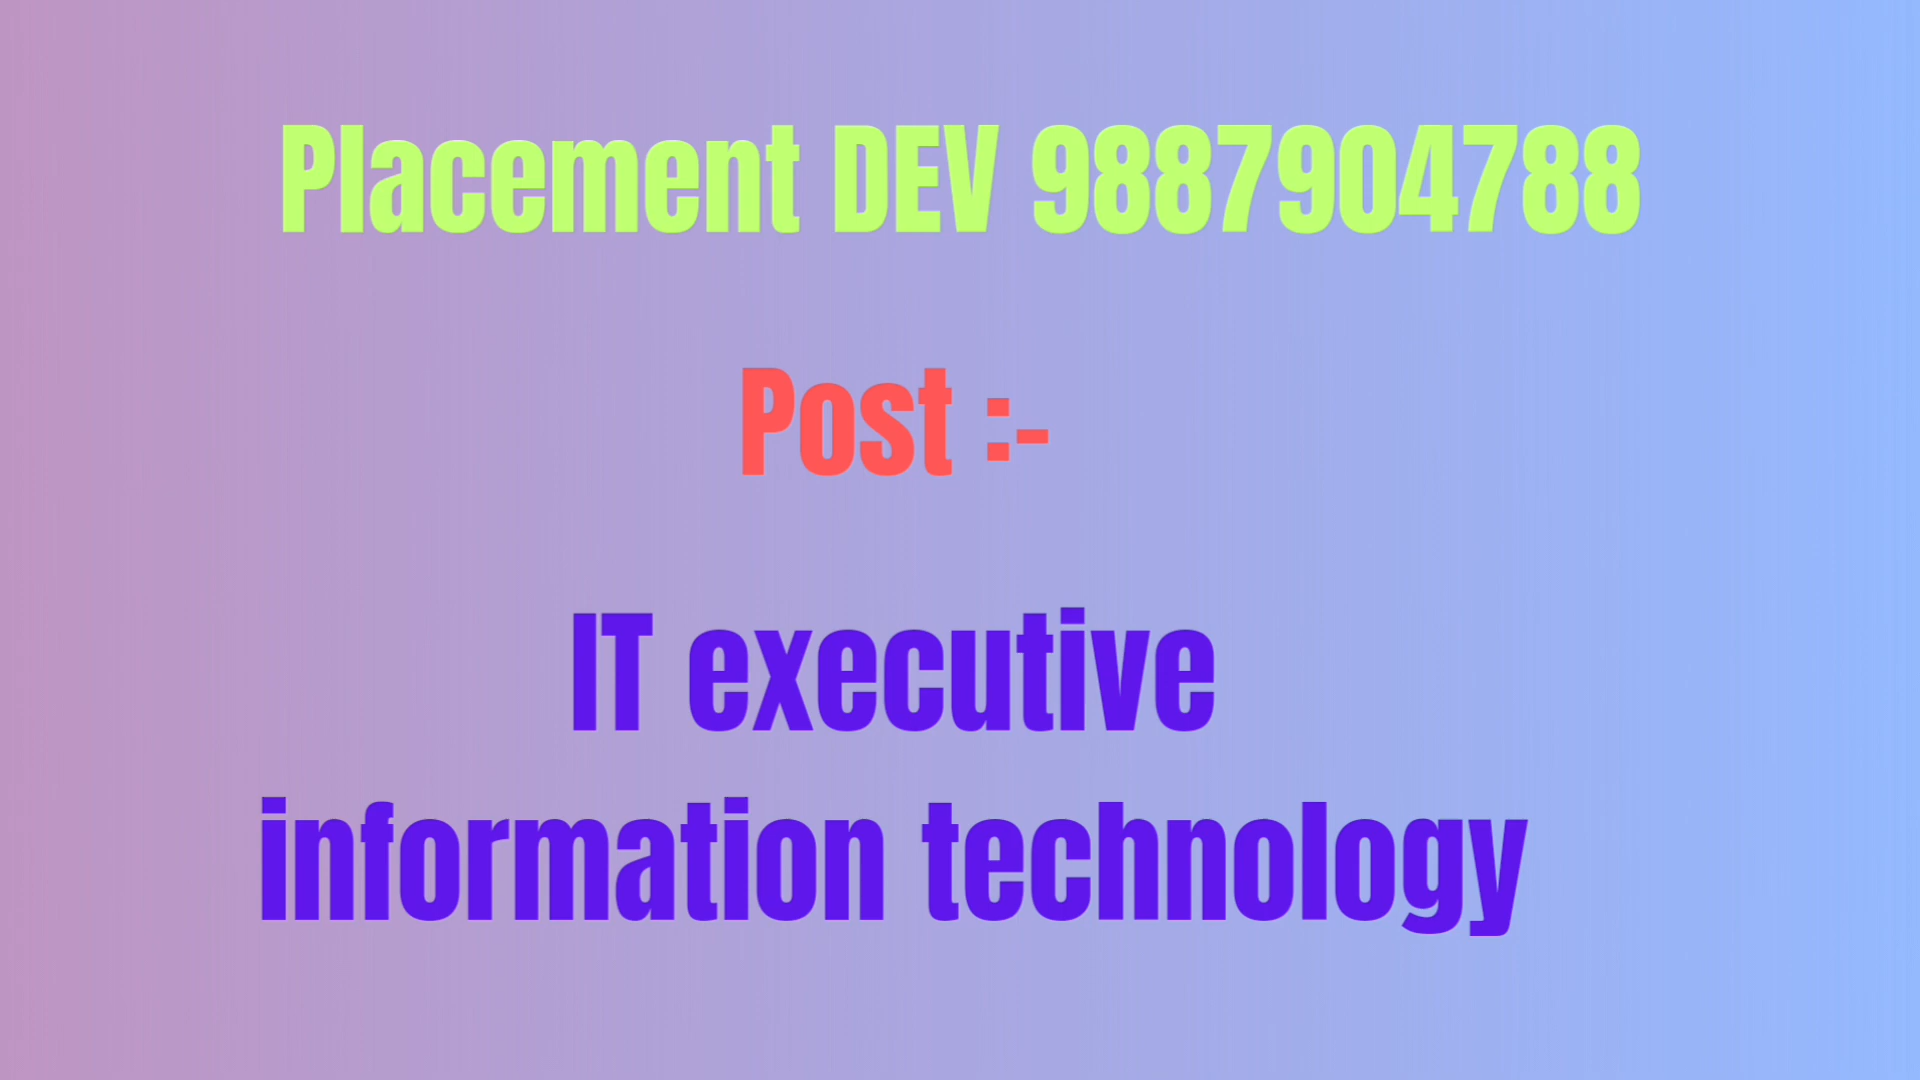 Placement DEV 9887904788
Post :-
IT executive
information technology